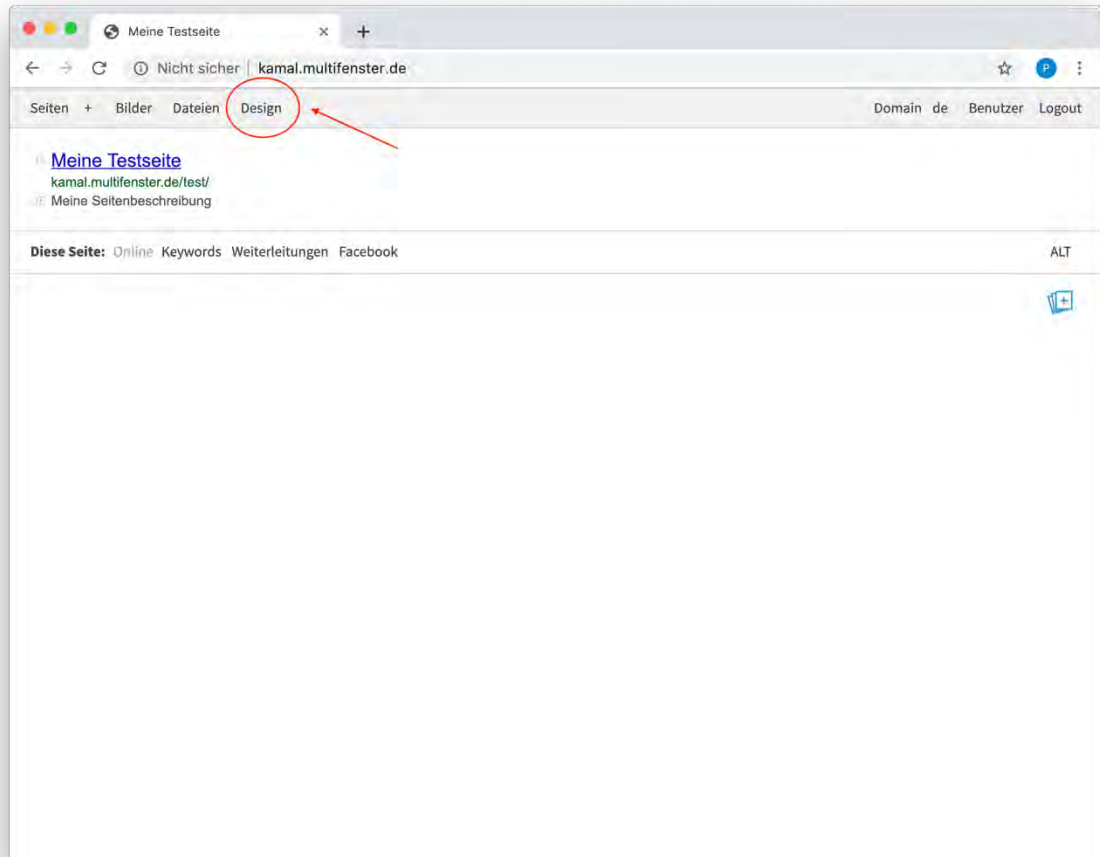 Meine Testseite × +
Nicht sicher | kamal.multifenster.de P
Seiten + Bilder Dateien Design Domain de Benutzer Logout
Meine Testseite
kamal.multifenster.de/test/
Meine Seitenbeschreibung
Diese Seite: Online Keywords Weiterleitungen Facebook ALT